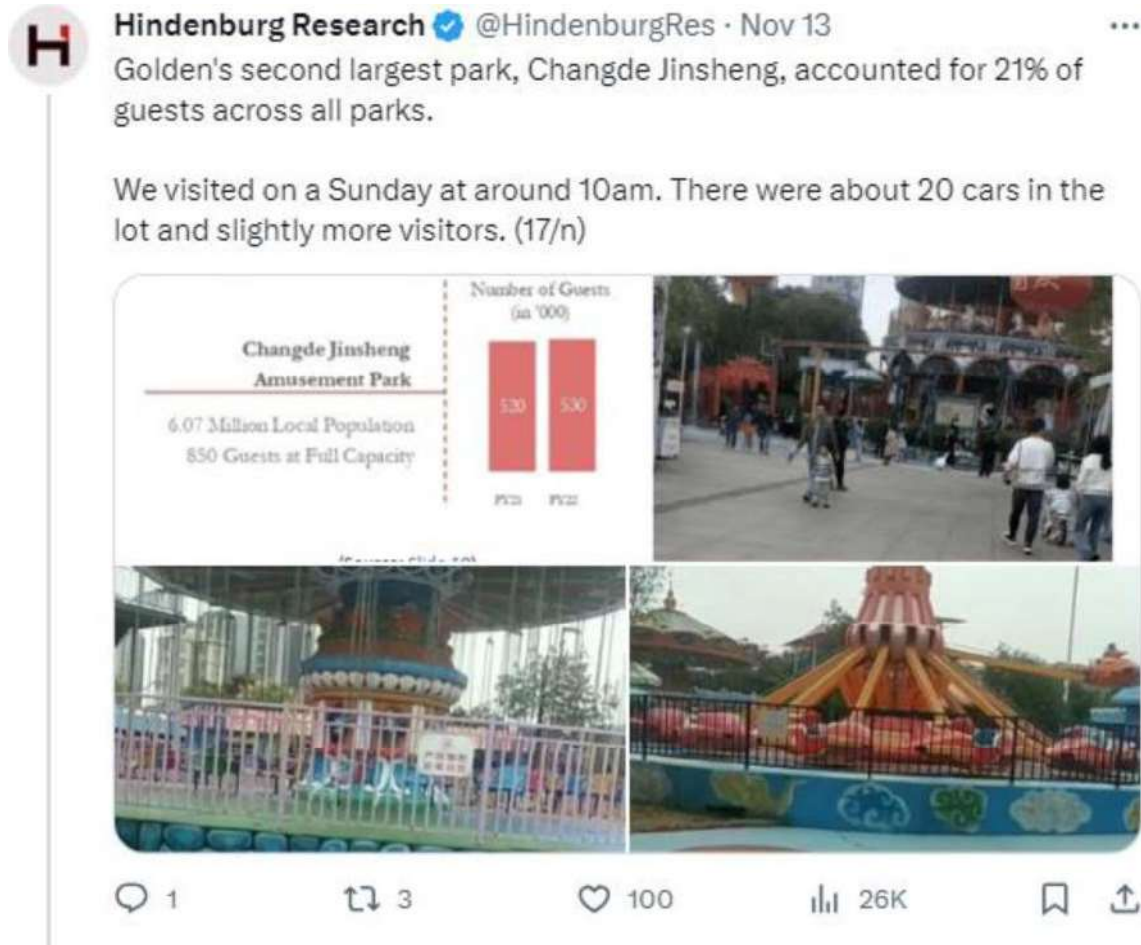 Hindenburg Research @HindenburgRes · Nov 13
Golden's second largest park, Changde Jinsheng, accounted for 21% of
guests across all parks.
We visited on a Sunday at around 10am. There were about 20 cars in the
lot and slightly more visitors. (17/n)
Number of Guests
(in '000)
Changde Jinsheng
Amusement Park
6.07 Million Local Population
850 Guests at Full Capacity
520 530
FY21 FY22
1 3 100 26K